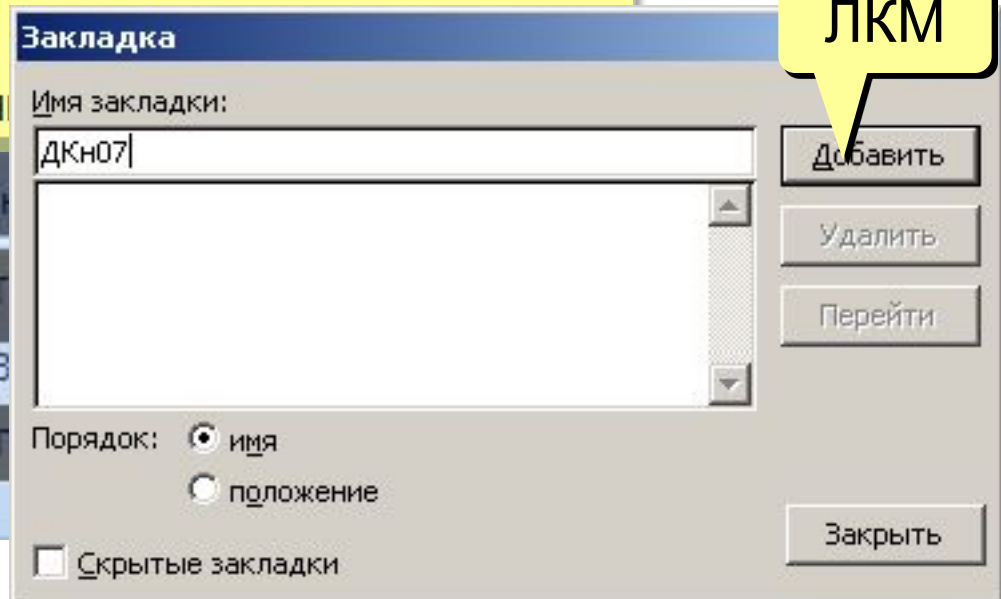 ЛКМ
Закладка
Имя закладки:
ДКн07
Добавить
Удалить
Перейти
Порядок:
имя
положение
Закрыть
Скрытые закладки